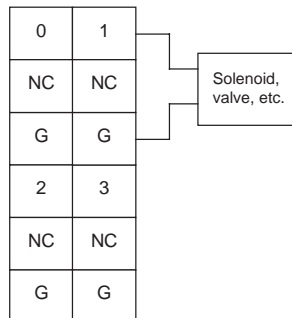 0 1
NC NC
G G
2 3
NC NC
G G
Solenoid,
valve, etc.